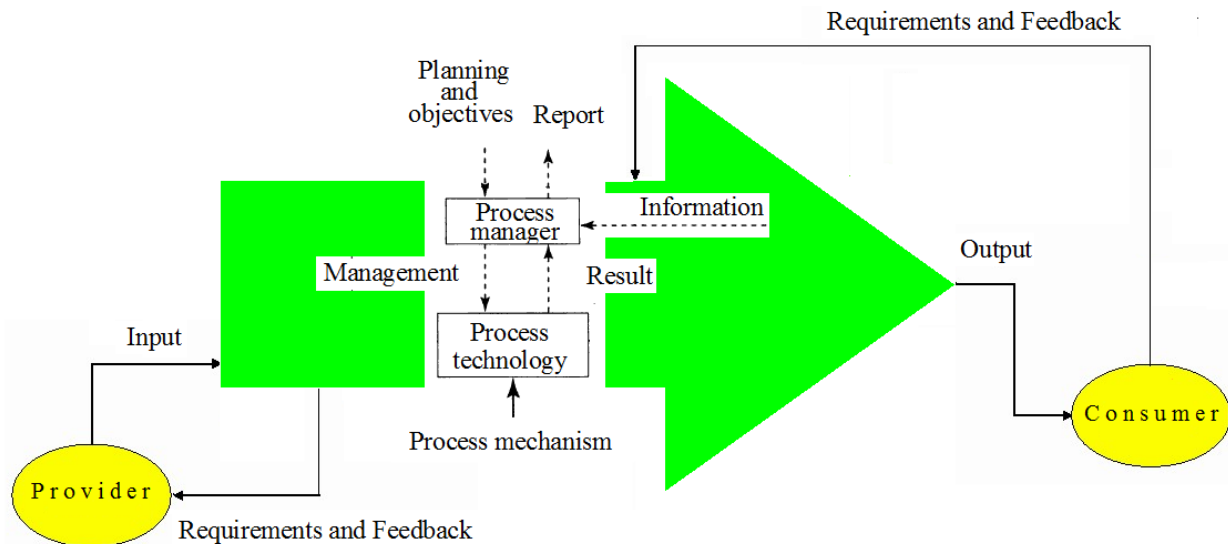 Requirements and Feedback
Planning
and
objectives
Report
Process
manager
Information
Management
Result
Output
Input
Process
technology
Process mechanism
Consumer
Provider
Requirements and Feedback